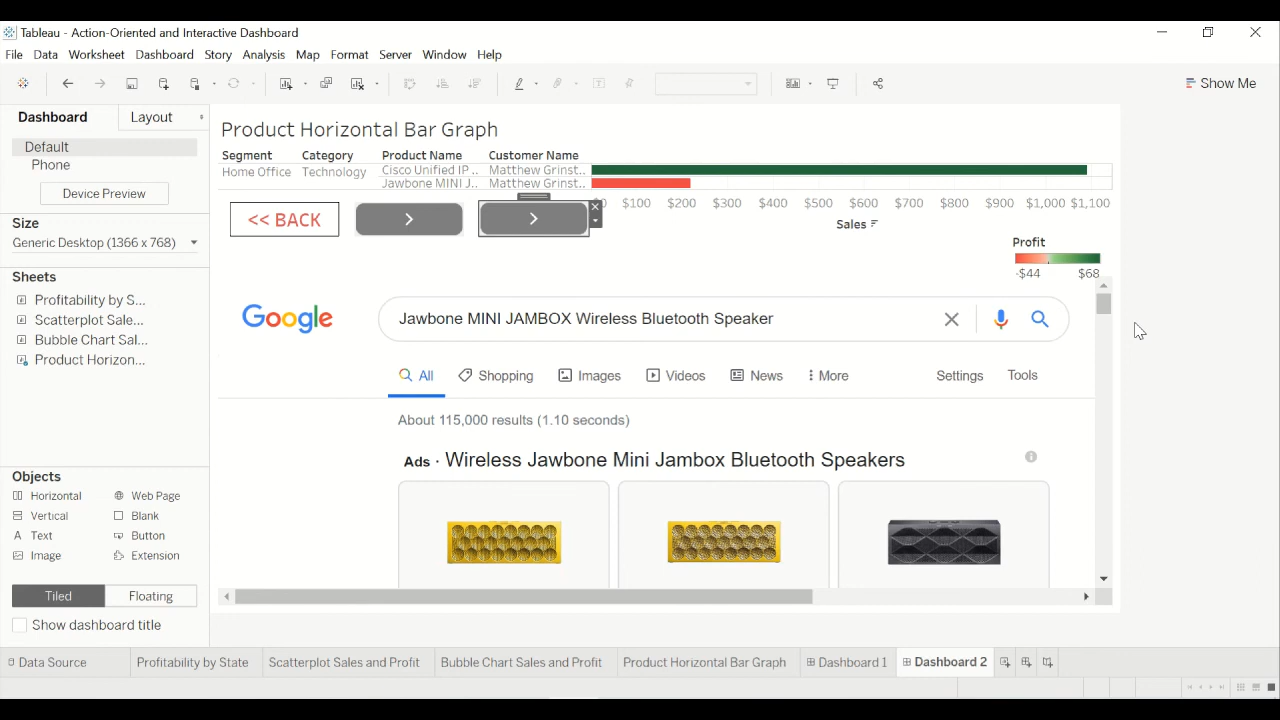 Tableau - Action-Oriented and Interactive Dashboard
File Data Worksheet Dashboard Story Analysis Map Format Server Window Help
Show Me
Dashboard Layout
Default
Phone
Device Preview
Size
Generic Desktop (1366 x 768)
Sheets
Profitability by S...
Scatterplot Sale...
Bubble Chart Sal...
Product Horizon...
Objects
Horizontal Web Page
Vertical Blank
Text Button
Image Extension
Tiled Floating
Show dashboard title
Product Horizontal Bar Graph
Segment Category Product Name Customer Name
Home Office Technology Cisco Unified IP .. Matthew Grinst..
Jawbone MINI J.. Matthew Grinst..
$100 $200 $300 $400 $500 $600 $700 $800 $900 $1,000 $1,100
<< BACK > >
Sales
Profit
-$44 $68
Google Jawbone MINI JAMBOX Wireless Bluetooth Speaker
All Shopping Images Videos News More Settings Tools
About 115,000 results (1.10 seconds)
Ads · Wireless Jawbone Mini Jambox Bluetooth Speakers
Data Source Profitability by State Scatterplot Sales and Profit Bubble Chart Sales and Profit Product Horizontal Bar Graph Dashboard 1 Dashboard 2